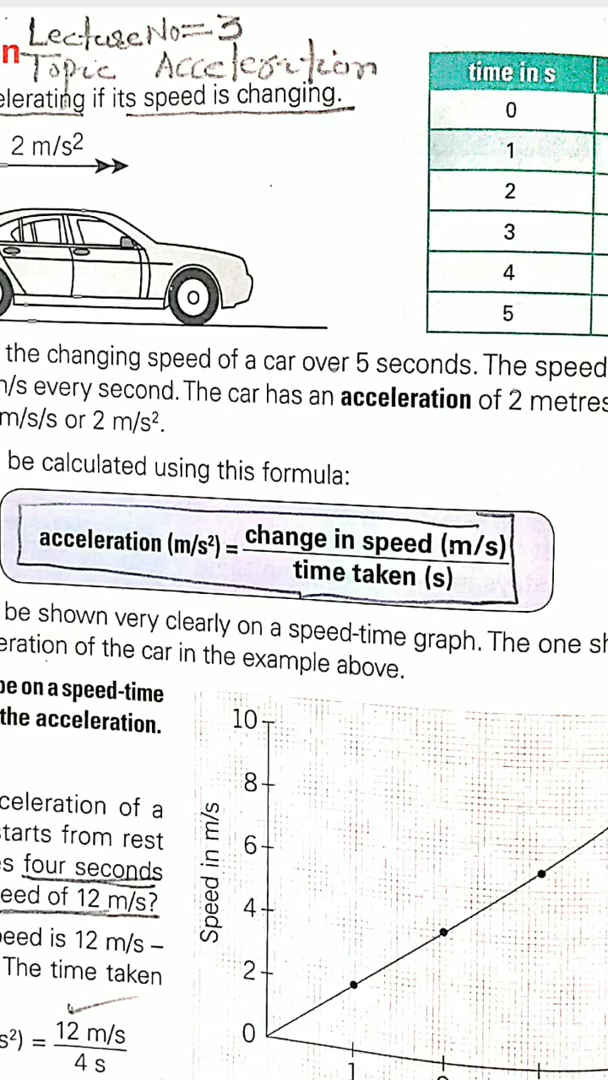 Lecture No = 3
n Topic Acceleration
elerating if its speed is changing.
2 m/s²
time in s
0
1
2
3
4
5
the changing speed of a car over 5 seconds. The speed
m/s every second. The car has an acceleration of 2 metres
m/s/s or 2 m/s².
be calculated using this formula:
acceleration (m/s²) = change in speed (m/s)
time taken (s)
be shown very clearly on a speed-time graph. The one sh
eration of the car in the example above.
pe on a speed-time
the acceleration.
celeration of a
starts from rest
es four seconds
eed of 12 m/s?
peed is 12 m/s –
The time taken
s²) = 12 m/s
4 s
Speed in m/s
10
8
6
4
2
0
1